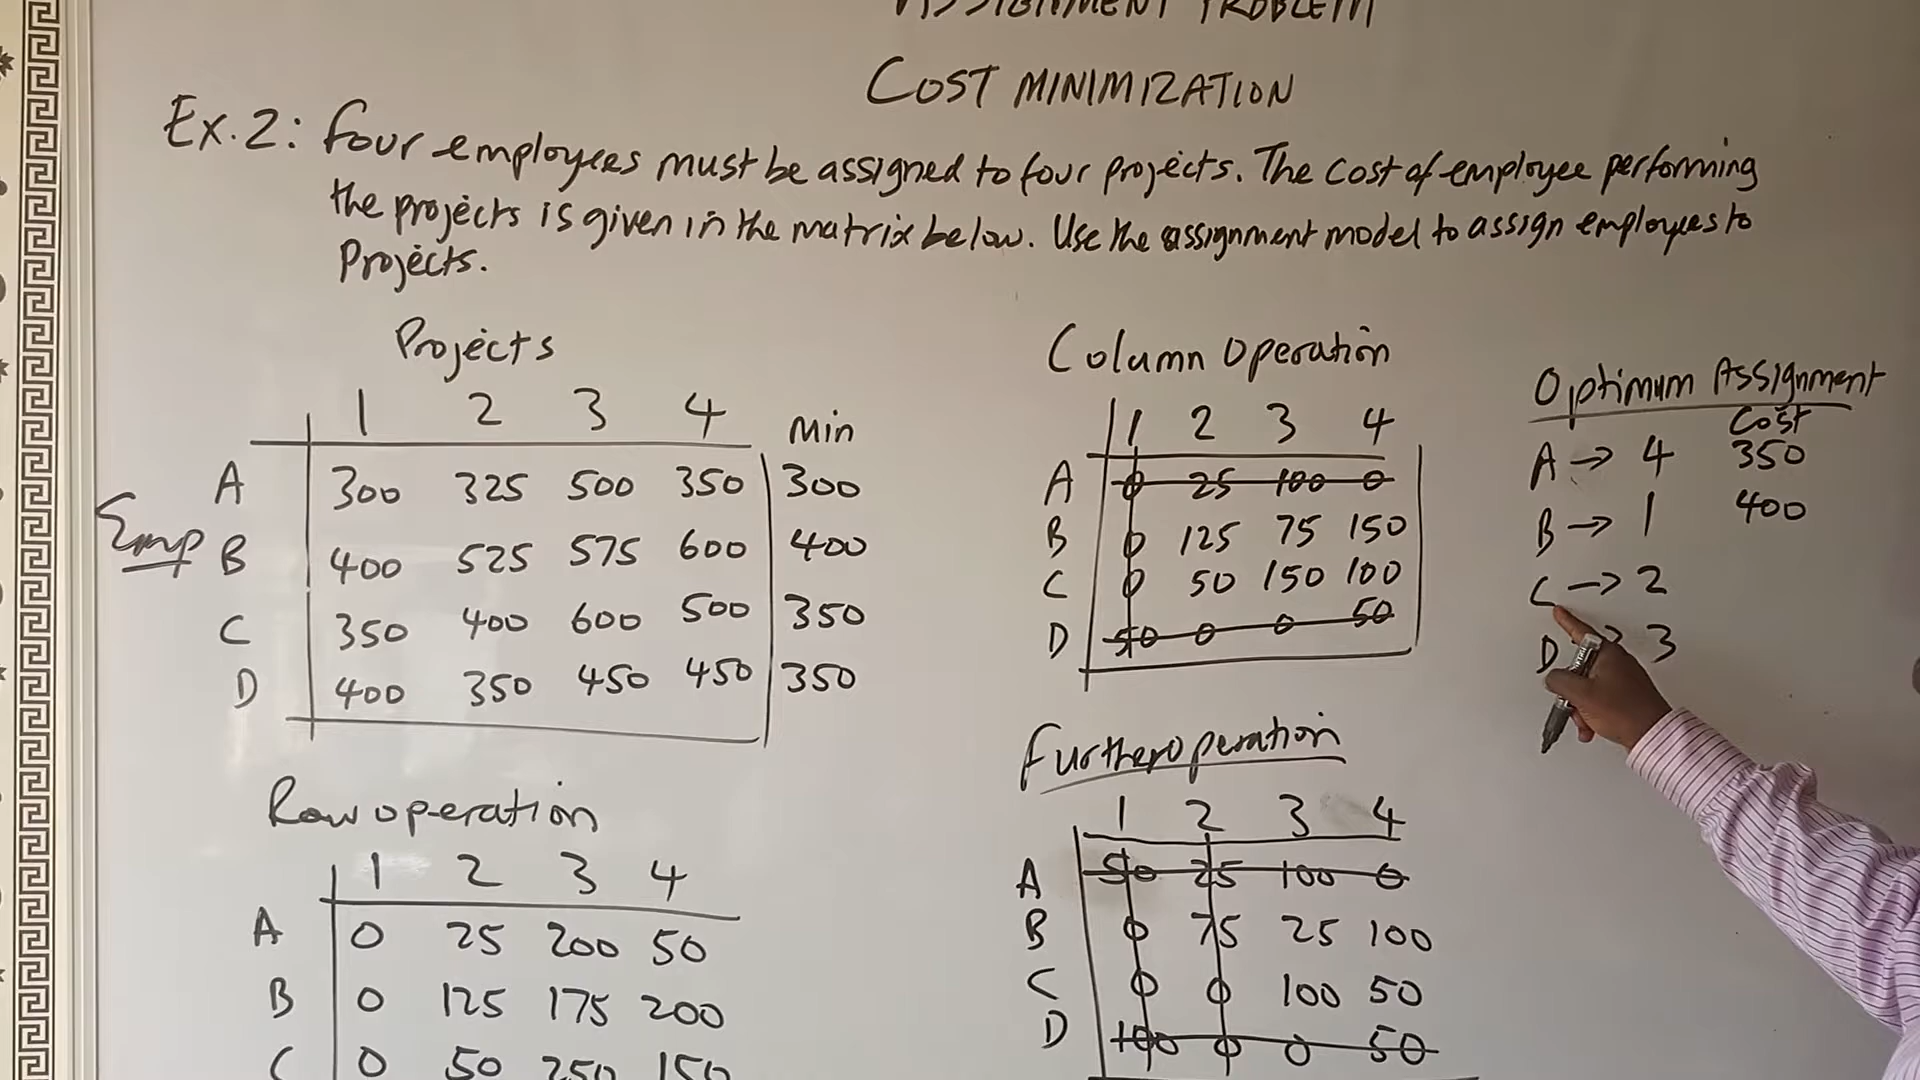 ASSIGNMENT PROBLEM
COST MINIMIZATION
Ex.2: Four employees must be assigned to four projects. The cost of employee performing
the projects is given in the matrix below. Use the assignment model to assign employees to
Projects.
Projects
1 2 3 4 Min
Emp
A 300 325 500 350 300
B 400 525 575 600 400
C 350 400 600 500 350
D 400 350 450 450 350
Row operation
1 2 3 4
A 0 25 200 50
B 0 125 175 200
C 0 50 250 150
Column Operation
1 2 3 4
A 0 25 100 0
B 0 125 75 150
C 0 50 150 100
D 50 0 0 50
Further operation
1 2 3 4
A 50 25 100 0
B 0 75 25 100
C 0 0 100 50
D 100 0 0 50
Optimum Assignment
Cost
A → 4 350
B → 1 400
C → 2
D → 3